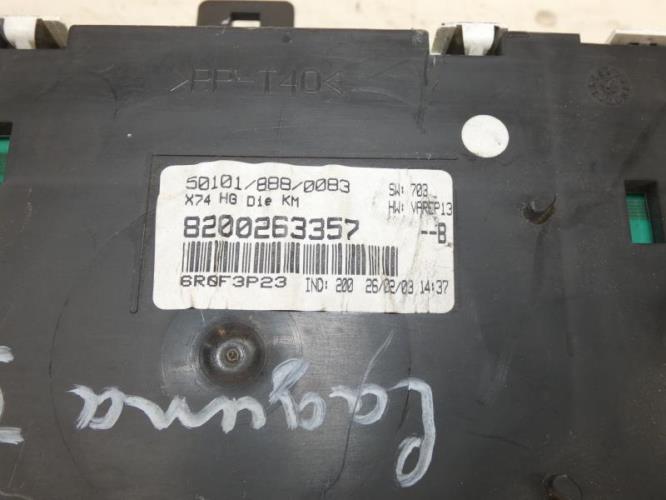 >PP-T40<
50101/888/0083
SW: 703
X74 HG Die KM
HW: VAREP13
8200263357
--B
6R0F3P23
IND: 200 26/02/03 14:37
Laguna